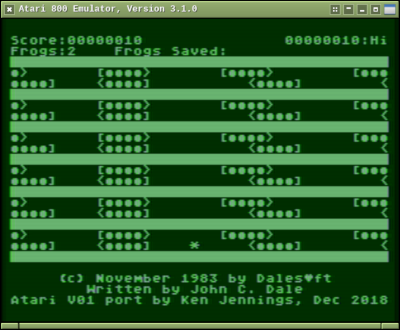 Atari 800 Emulator, Version 3.1.0
Score:00000010 00000010:Hi
Frogs:2 Frogs Saved:
(c) November 1983 by Dales♥ft
Written by John C. Dale
Atari V01 port by Ken Jennings, Dec 2018